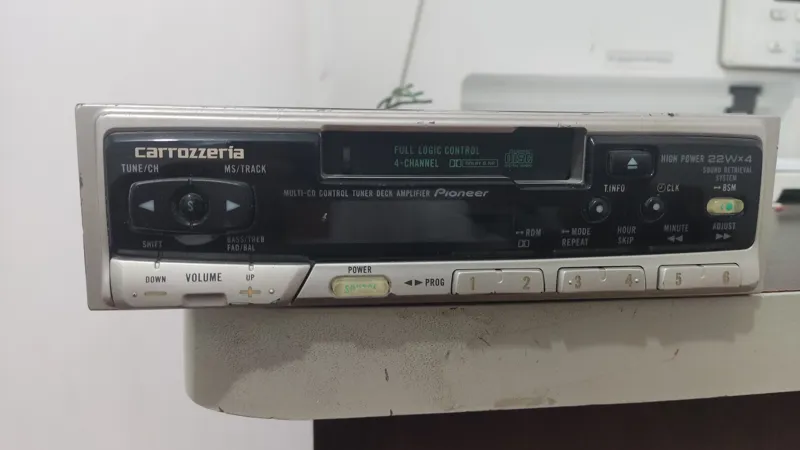 carrozzeria
FULL LOGIC CONTROL
4-CHANNEL DOLBY B NR
HIGH POWER 22W×4
SOUND RETRIEVAL
SYSTEM
TUNE/CH MS/TRACK
MULTI-CD CONTROL TUNER DECK AMPLIFIER Pioneer
T.INFO CLK BSM
S
SHIFT BASS/TREB
FAD/BAL
RDM MODE HOUR MINUTE ADJUST
REPEAT SKIP
DOWN VOLUME UP
POWER
PROG 1 2 3 4 5 6